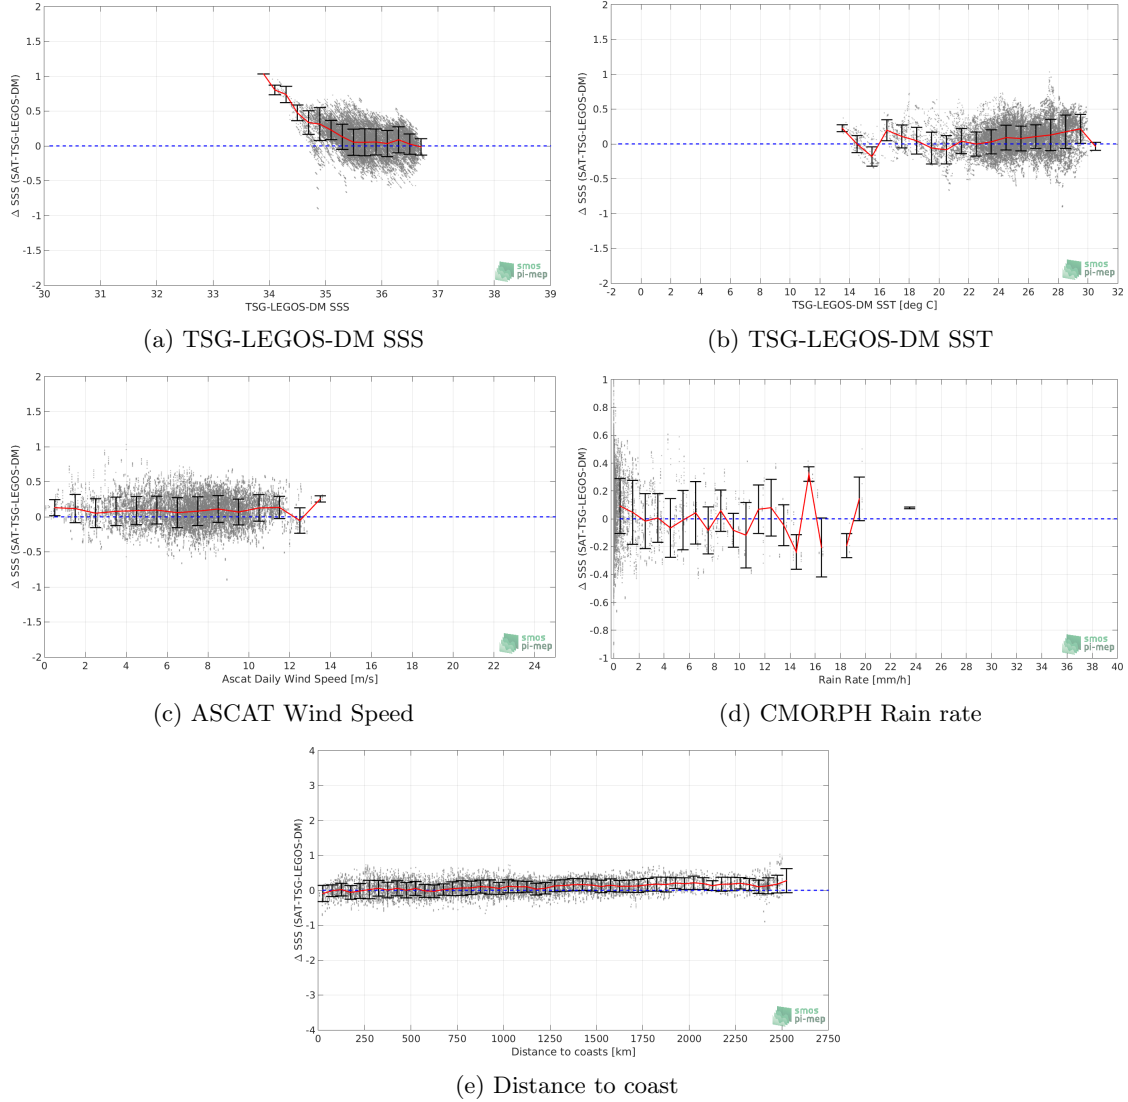 2
1.5
1
0.5
0
-0.5
-1
-1.5
-2
Δ SSS (SAT-TSG-LEGOS-DM)
30 31 32 33 34 35 36 37 38 39
TSG-LEGOS-DM SSS
smos
pi-mep
(a) TSG-LEGOS-DM SSS
2
1.5
1
0.5
0
-0.5
-1
-1.5
-2
Δ SSS (SAT-TSG-LEGOS-DM)
-2 0 2 4 6 8 10 12 14 16 18 20 22 24 26 28 30 32
TSG-LEGOS-DM SST [deg C]
smos
pi-mep
(b) TSG-LEGOS-DM SST
2
1.5
1
0.5
0
-0.5
-1
-1.5
-2
Δ SSS (SAT-TSG-LEGOS-DM)
0 2 4 6 8 10 12 14 16 18 20 22 24
Ascat Daily Wind Speed [m/s]
smos
pi-mep
(c) ASCAT Wind Speed
1
0.8
0.6
0.4
0.2
0
-0.2
-0.4
-0.6
-0.8
-1
Δ SSS (SAT-TSG-LEGOS-DM)
0 2 4 6 8 10 12 14 16 18 20 22 24 26 28 30 32 34 36 38 40
Rain Rate [mm/h]
smos
pi-mep
(d) CMORPH Rain rate
4
3
2
1
0
-1
-2
-3
-4
Δ SSS (SAT-TSG-LEGOS-DM)
0 250 500 750 1000 1250 1500 1750 2000 2250 2500 2750
Distance to coasts [km]
smos
pi-mep
(e) Distance to coast